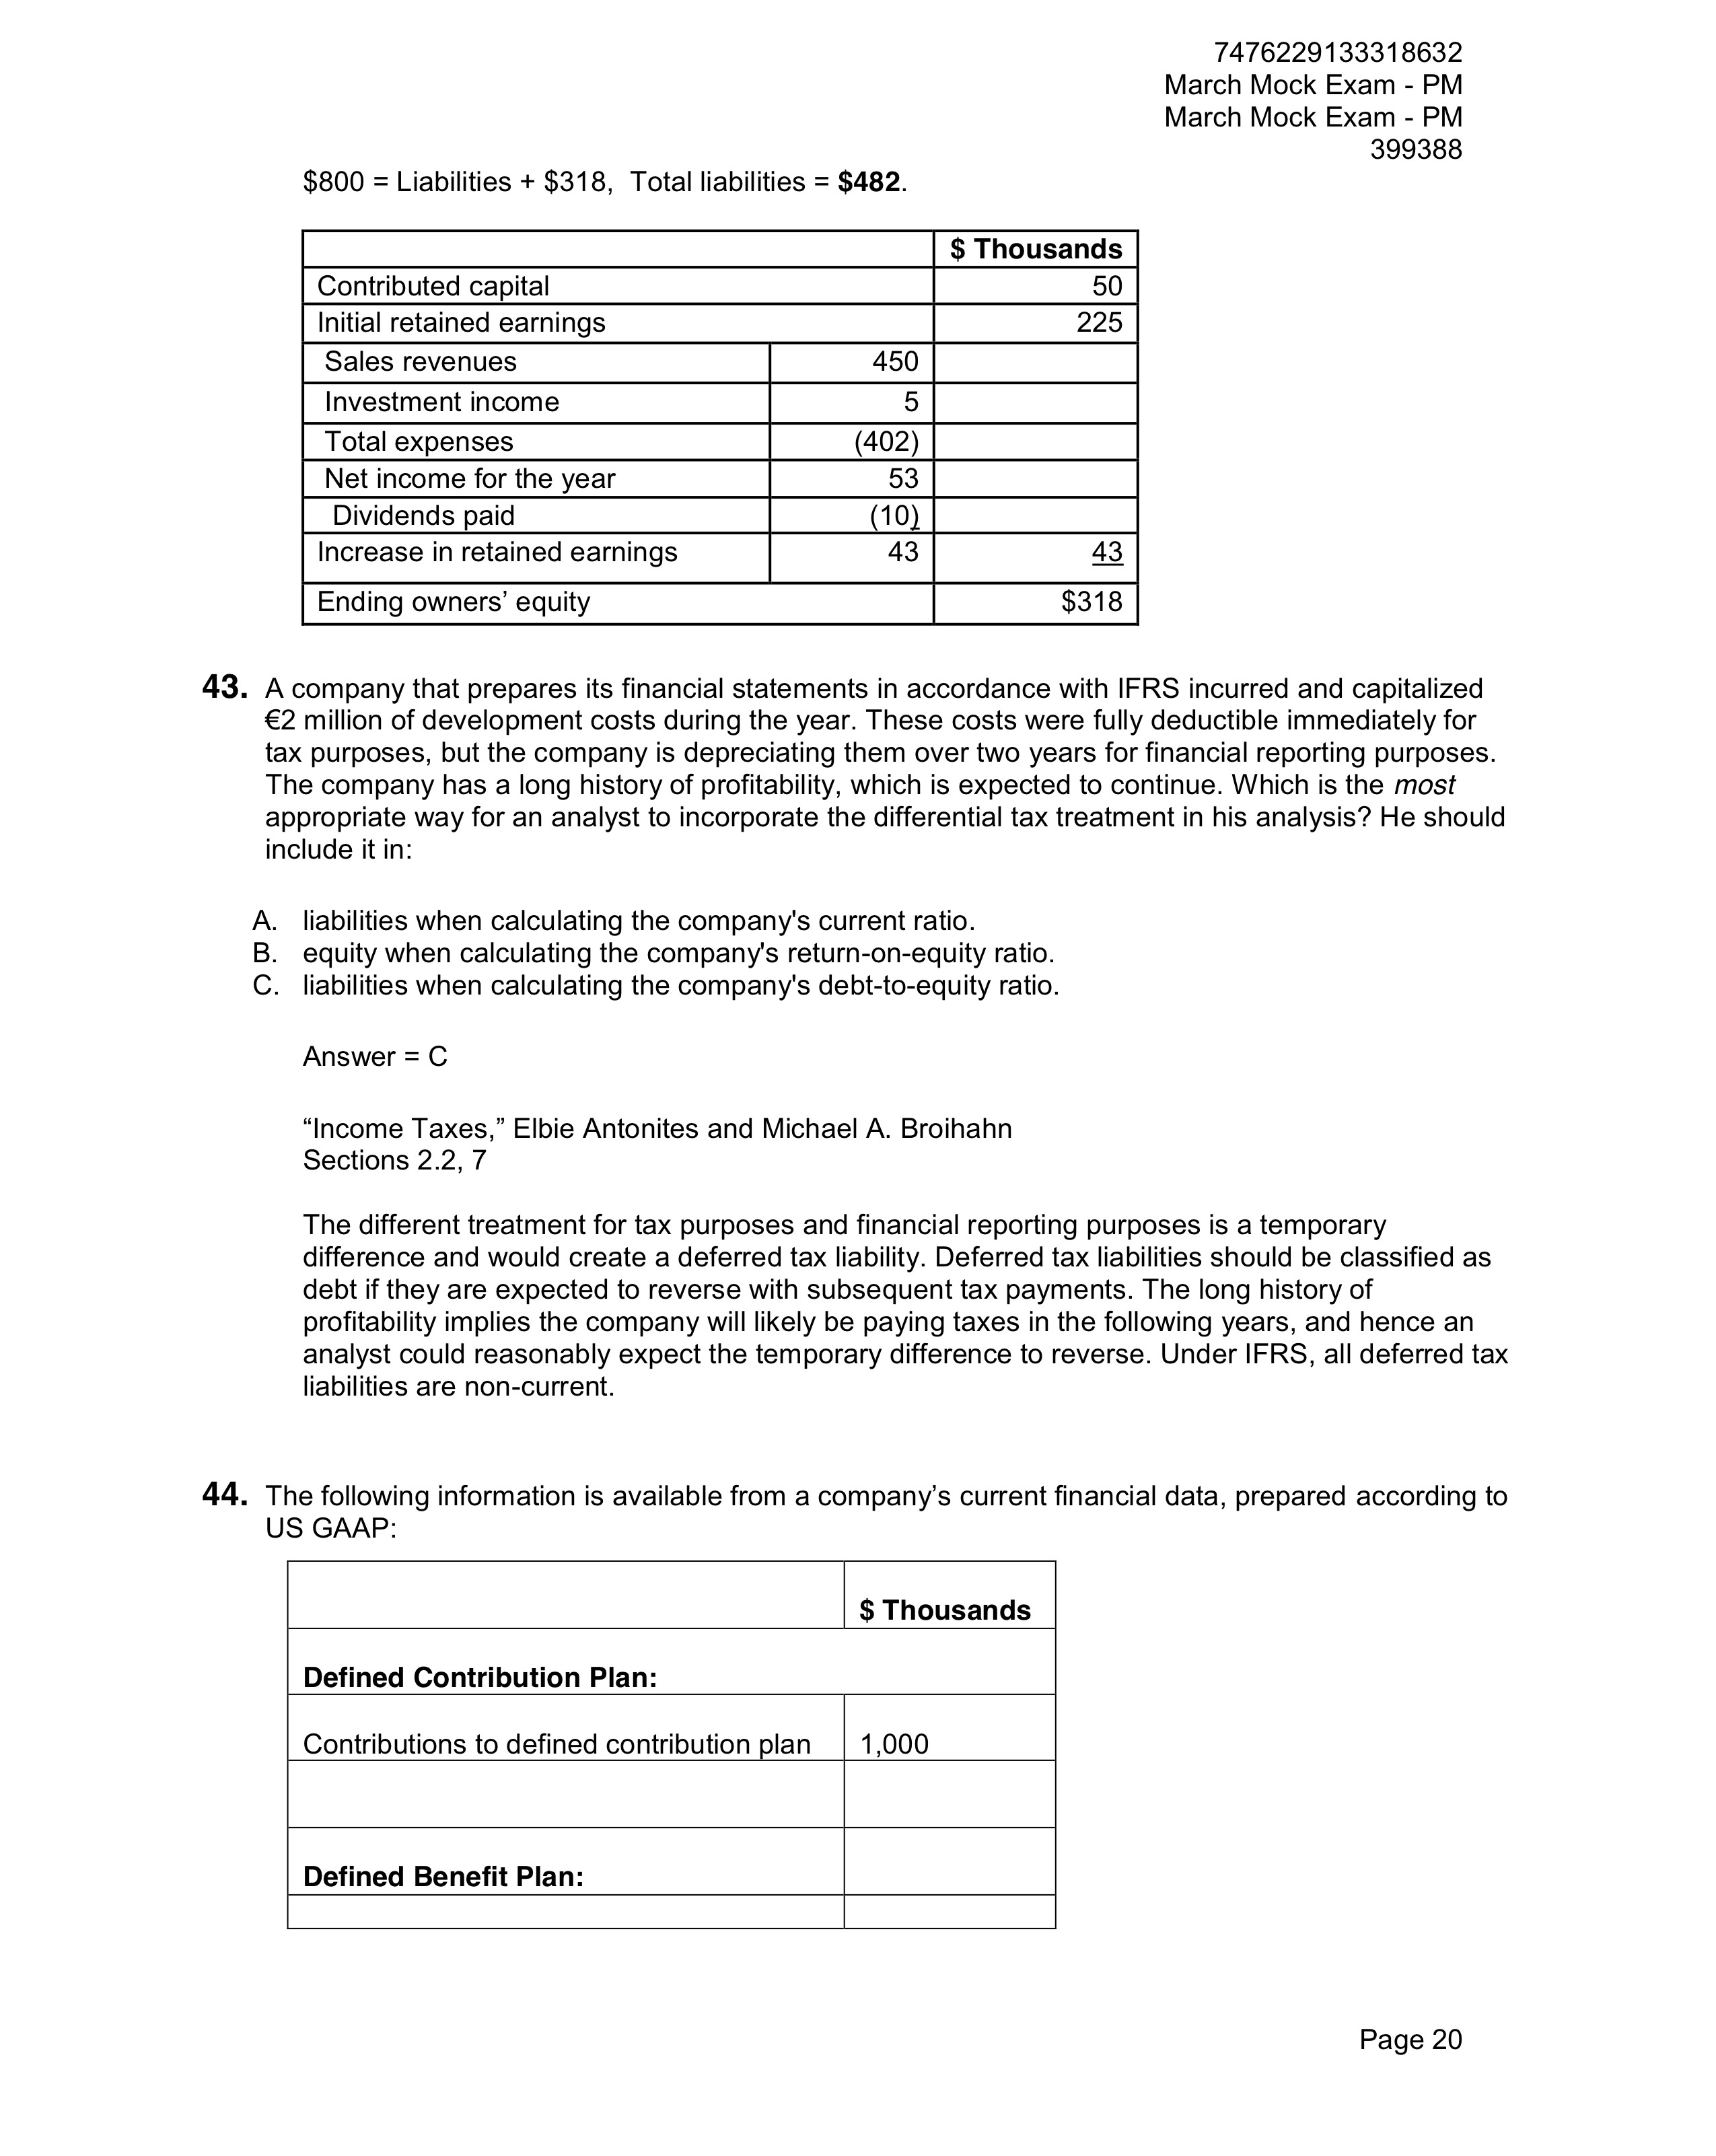 7476229133318632
March Mock Exam - PM
March Mock Exam - PM
399388
$800 = Liabilities + $318,  Total liabilities = $482.
$ Thousands
Contributed capital 50
Initial retained earnings 225
Sales revenues 450
Investment income 5
Total expenses (402)
Net income for the year 53
Dividends paid (10)
Increase in retained earnings 43 43
Ending owners’ equity $318
43. A company that prepares its financial statements in accordance with IFRS incurred and capitalized
€2 million of development costs during the year. These costs were fully deductible immediately for
tax purposes, but the company is depreciating them over two years for financial reporting purposes.
The company has a long history of profitability, which is expected to continue. Which is the most
appropriate way for an analyst to incorporate the differential tax treatment in his analysis? He should
include it in:
A. liabilities when calculating the company's current ratio.
B. equity when calculating the company's return-on-equity ratio.
C. liabilities when calculating the company's debt-to-equity ratio.
Answer = C
“Income Taxes,” Elbie Antonites and Michael A. Broihahn
Sections 2.2, 7
The different treatment for tax purposes and financial reporting purposes is a temporary
difference and would create a deferred tax liability. Deferred tax liabilities should be classified as
debt if they are expected to reverse with subsequent tax payments. The long history of
profitability implies the company will likely be paying taxes in the following years, and hence an
analyst could reasonably expect the temporary difference to reverse. Under IFRS, all deferred tax
liabilities are non-current.
44. The following information is available from a company’s current financial data, prepared according to
US GAAP:
$ Thousands
Defined Contribution Plan:
Contributions to defined contribution plan 1,000
Defined Benefit Plan:
Page 20